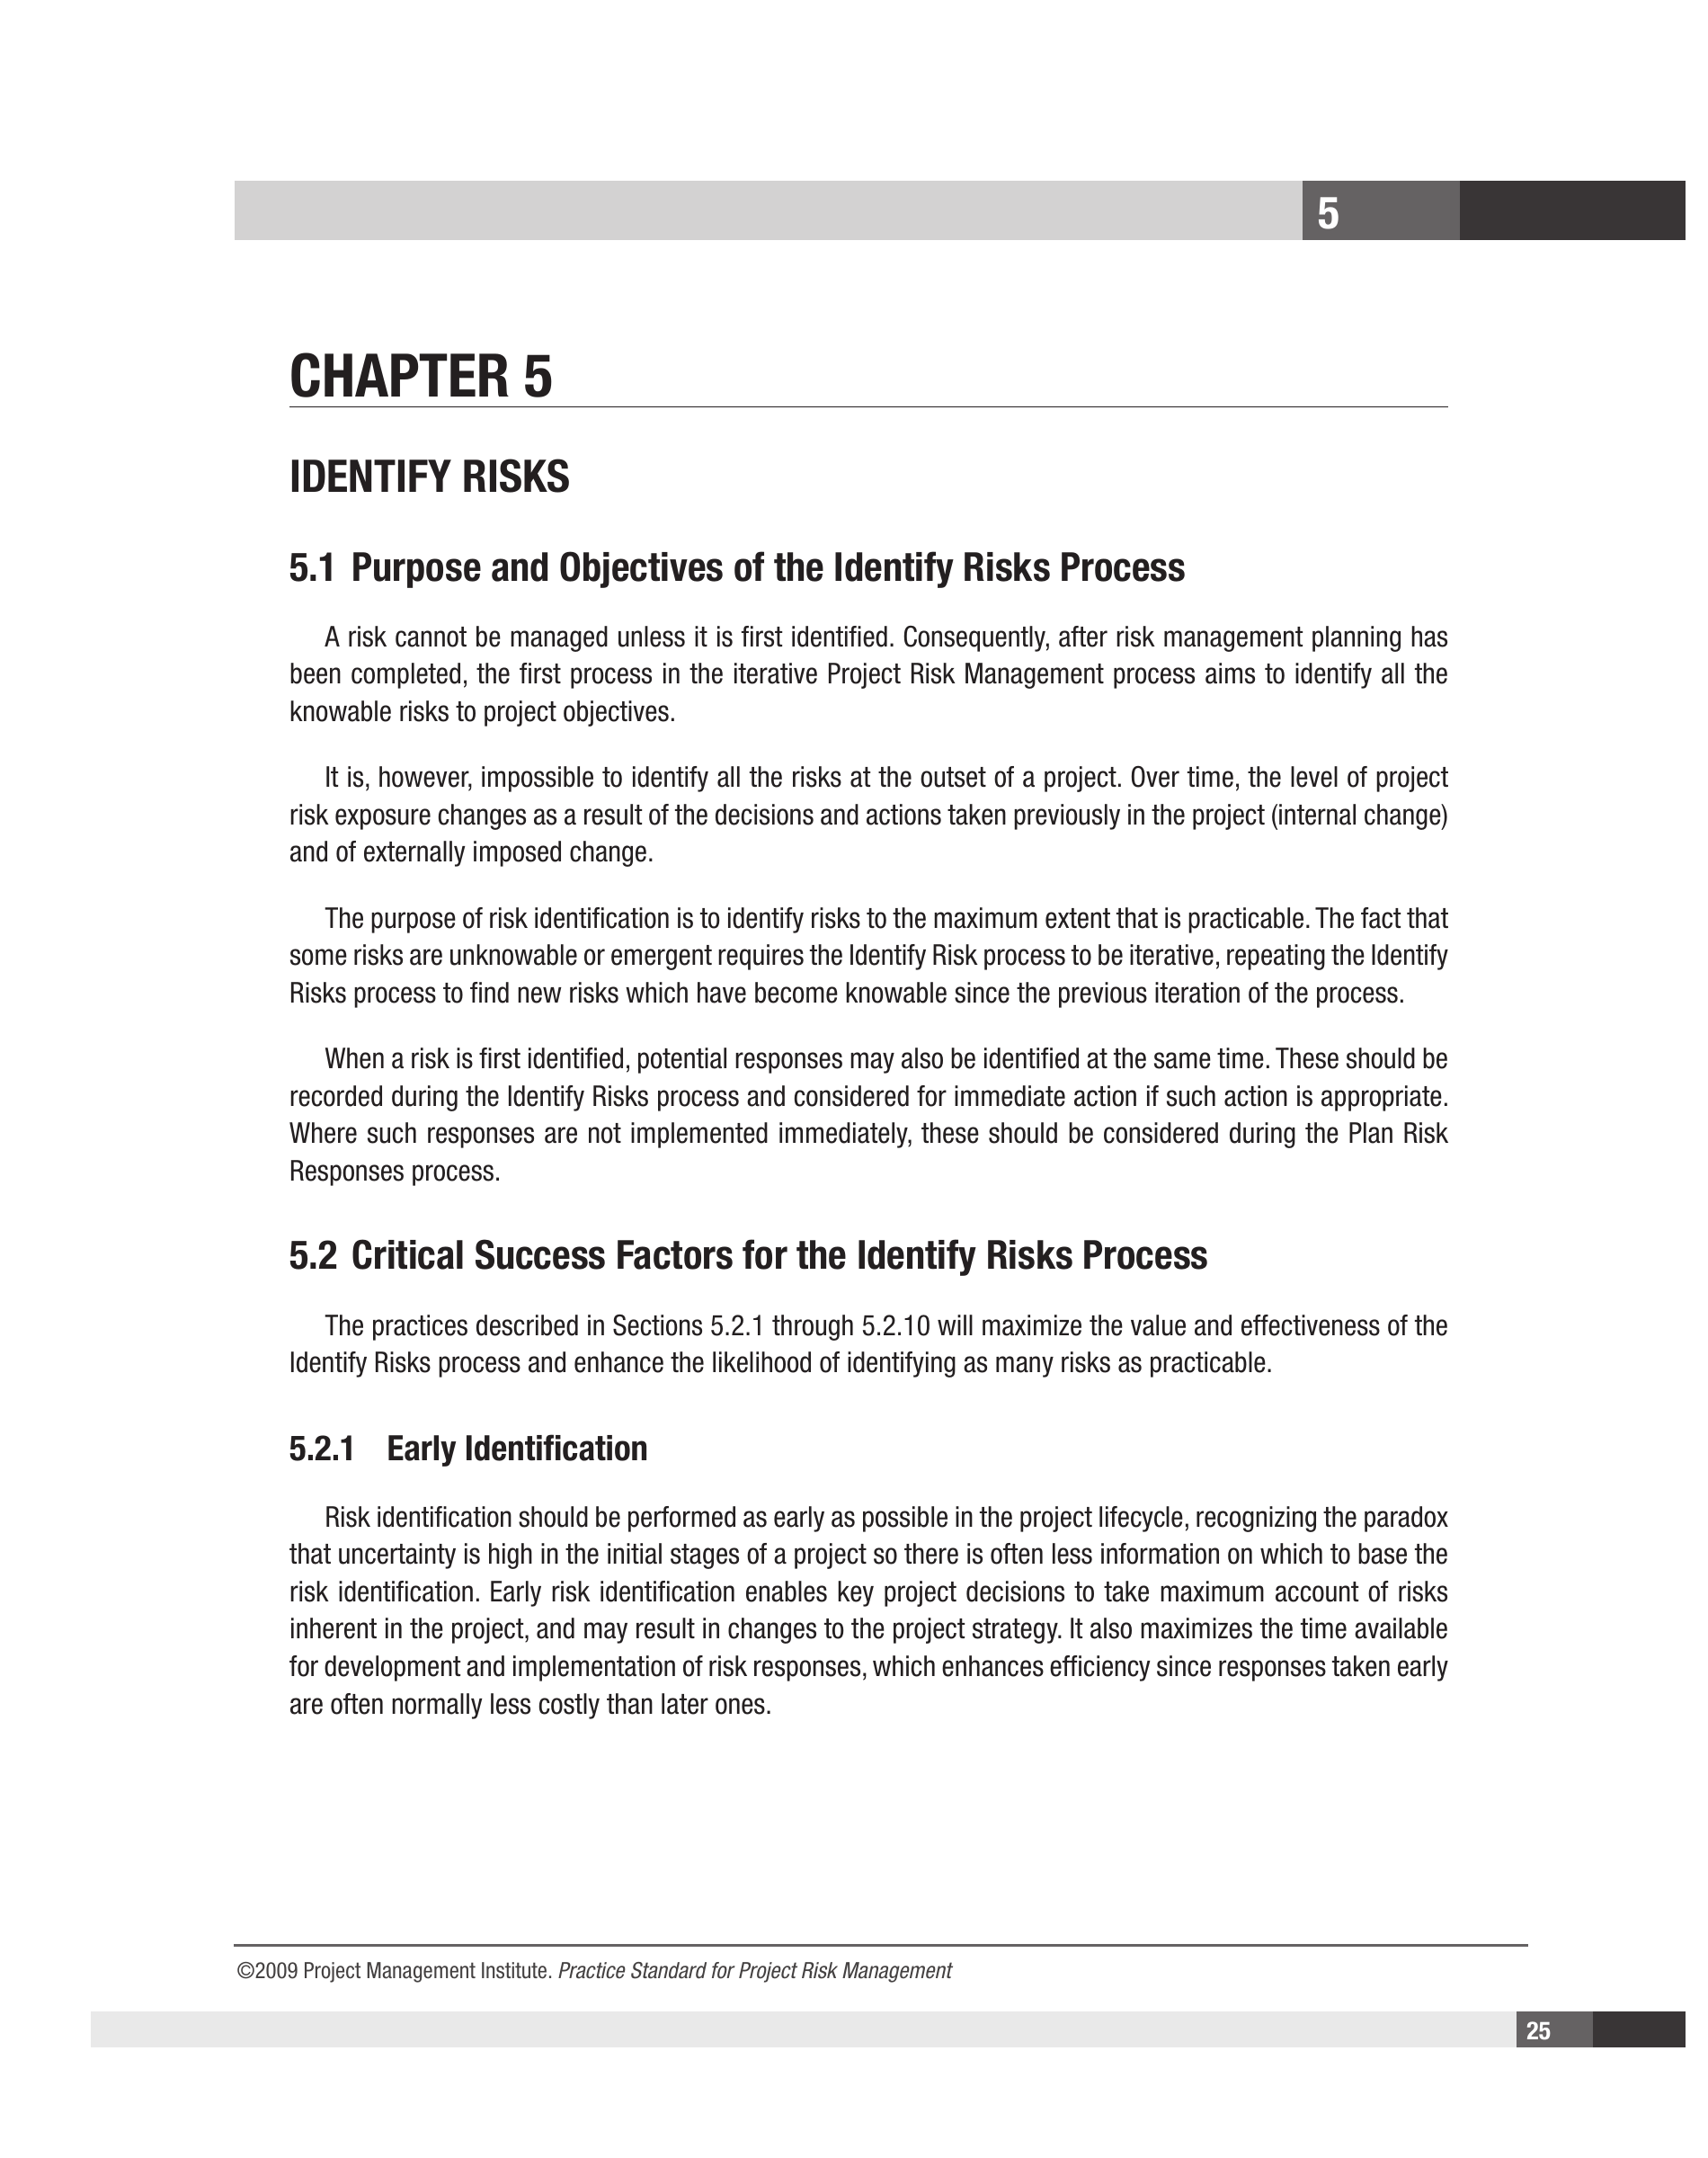 5
CHAPTER 5
IDENTIFY RISKS
5.1 Purpose and Objectives of the Identify Risks Process
A risk cannot be managed unless it is first identified. Consequently, after risk management planning has
been completed, the first process in the iterative Project Risk Management process aims to identify all the
knowable risks to project objectives.
It is, however, impossible to identify all the risks at the outset of a project. Over time, the level of project
risk exposure changes as a result of the decisions and actions taken previously in the project (internal change)
and of externally imposed change.
The purpose of risk identification is to identify risks to the maximum extent that is practicable. The fact that
some risks are unknowable or emergent requires the Identify Risk process to be iterative, repeating the Identify
Risks process to find new risks which have become knowable since the previous iteration of the process.
When a risk is first identified, potential responses may also be identified at the same time. These should be
recorded during the Identify Risks process and considered for immediate action if such action is appropriate.
Where such responses are not implemented immediately, these should be considered during the Plan Risk
Responses process.
5.2 Critical Success Factors for the Identify Risks Process
The practices described in Sections 5.2.1 through 5.2.10 will maximize the value and effectiveness of the
Identify Risks process and enhance the likelihood of identifying as many risks as practicable.
5.2.1 Early Identification
Risk identification should be performed as early as possible in the project lifecycle, recognizing the paradox
that uncertainty is high in the initial stages of a project so there is often less information on which to base the
risk identification. Early risk identification enables key project decisions to take maximum account of risks
inherent in the project, and may result in changes to the project strategy. It also maximizes the time available
for development and implementation of risk responses, which enhances efficiency since responses taken early
are often normally less costly than later ones.
©2009 Project Management Institute. Practice Standard for Project Risk Management
25